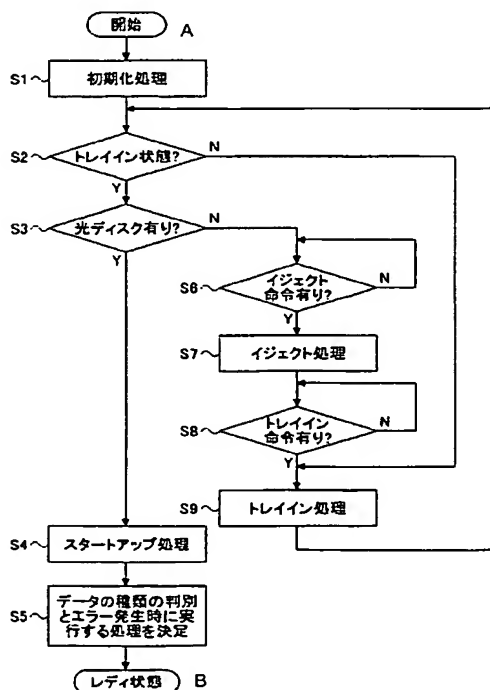 開始
A
S1
初期化処理
S2
トレイイン状態?
N
Y
S3
光ディスク有り?
N
Y
S6
イジェクト
命令有り?
N
Y
S7
イジェクト処理
S8
トレイイン
命令有り?
N
Y
S9
トレイイン処理
S4
スタートアップ処理
S5
データの種類の判別
とエラー発生時に実
行する処理を決定
レディ状態
B